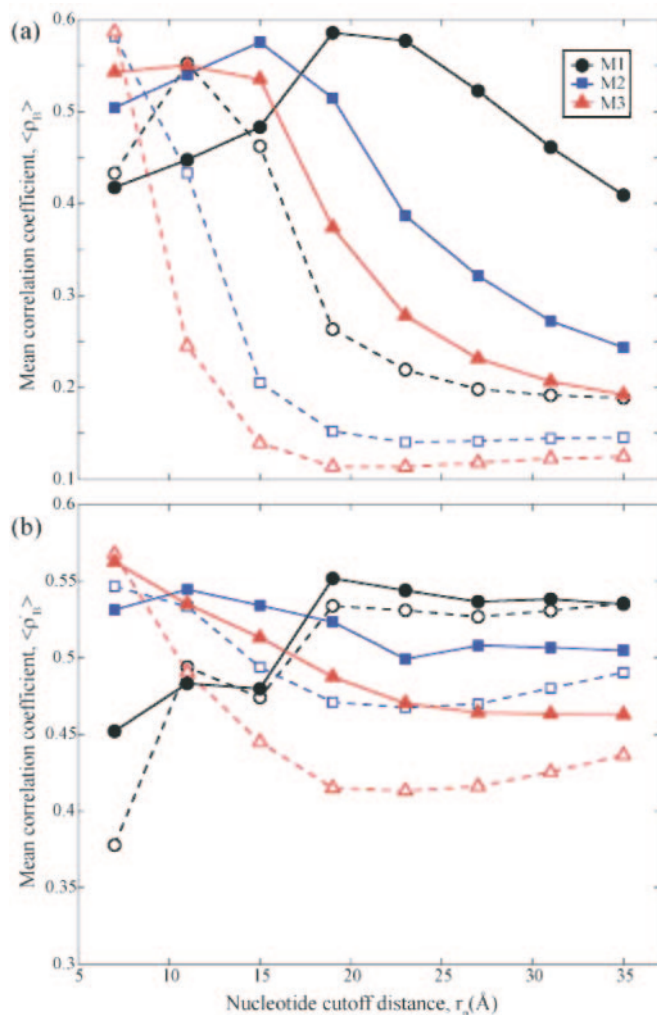 (a)
0.6
0.5
0.4
0.3
0.2
0.1
Mean correlation coefficient, <ρ_B>
M1
M2
M3
(b)
0.6
0.55
0.5
0.45
0.4
0.35
0.3
Mean correlation coefficient, <ρ_B>
5 10 15 20 25 30 35
Nucleotide cutoff distance, (Å)